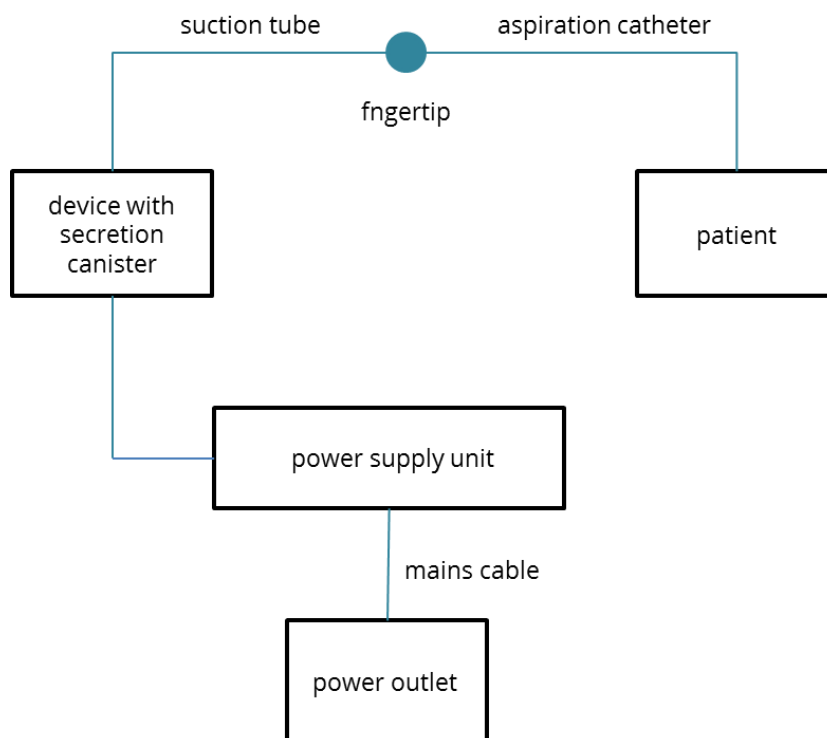 suction tube
aspiration catheter
fngertip
device with
secretion
canister
patient
power supply unit
mains cable
power outlet